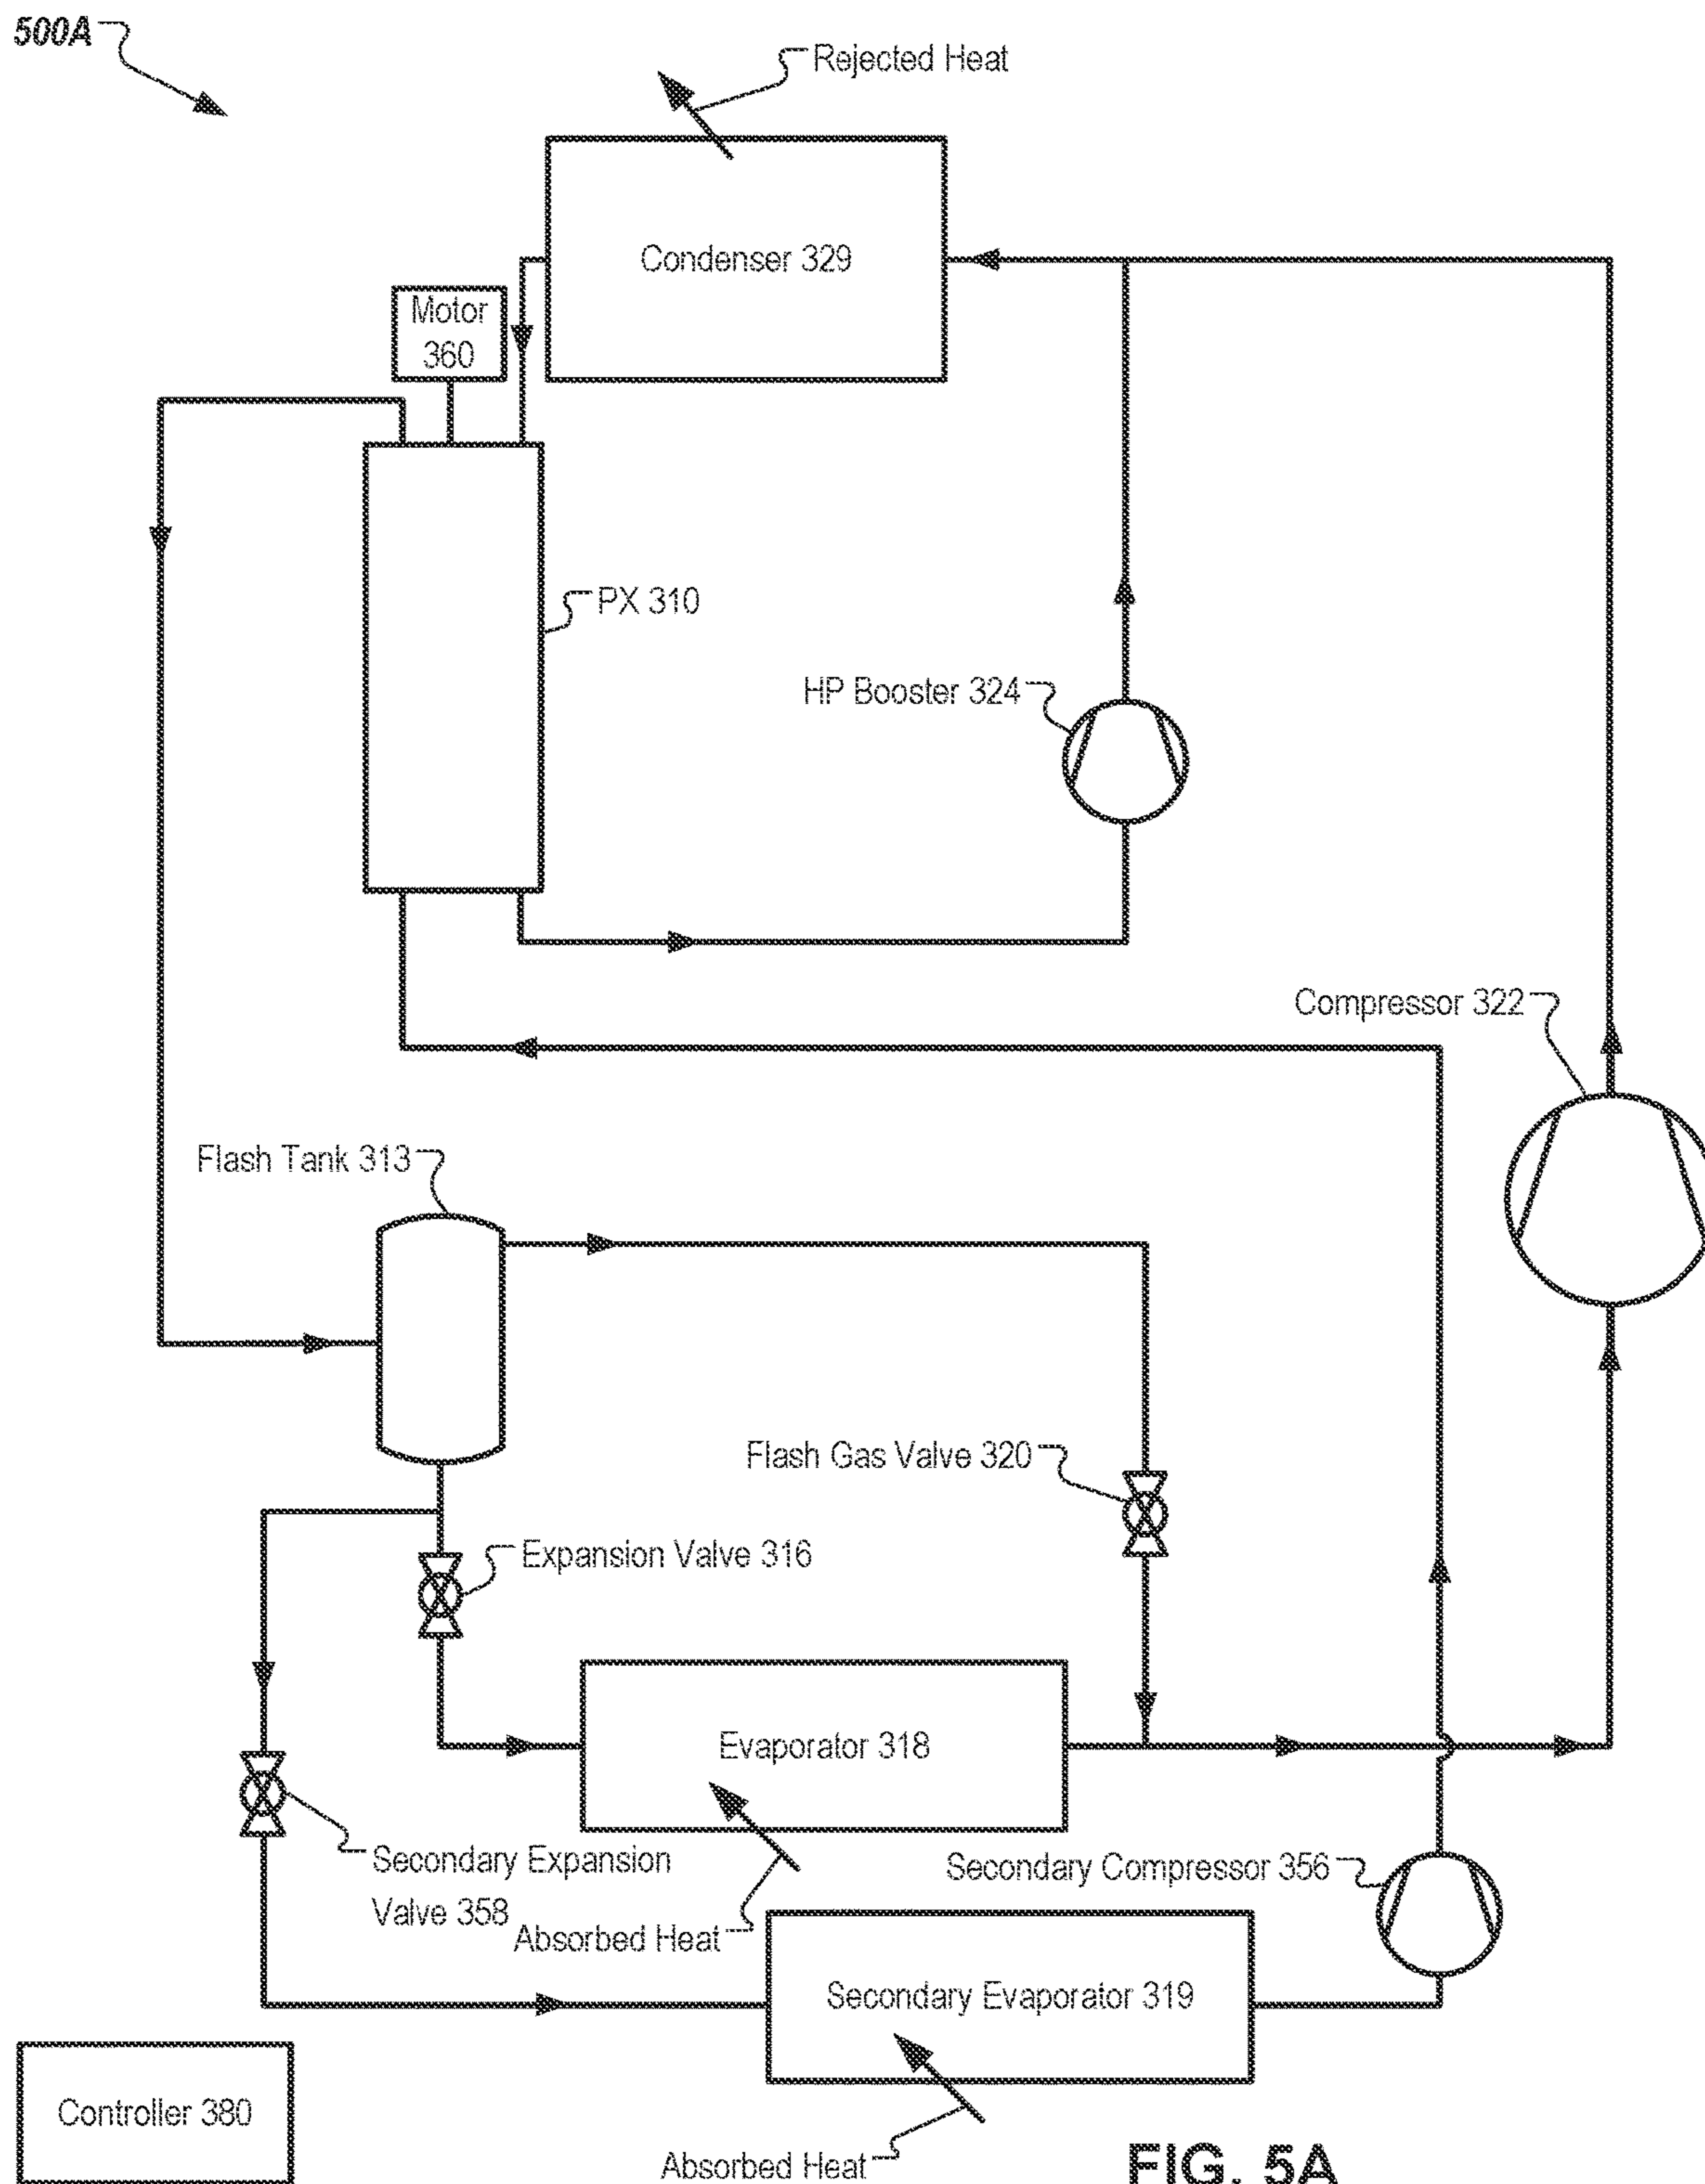 500A
Rejected Heat
Condenser 329
Motor
360
PX 310
HP Booster 324
Compressor 322
Flash Tank 313
Flash Gas Valve 320
Expansion Valve 316
Evaporator 318
Secondary Expansion
Valve 358
Absorbed Heat
Secondary Compressor 356
Secondary Evaporator 319
Controller 380
Absorbed Heat
FIG. 5A